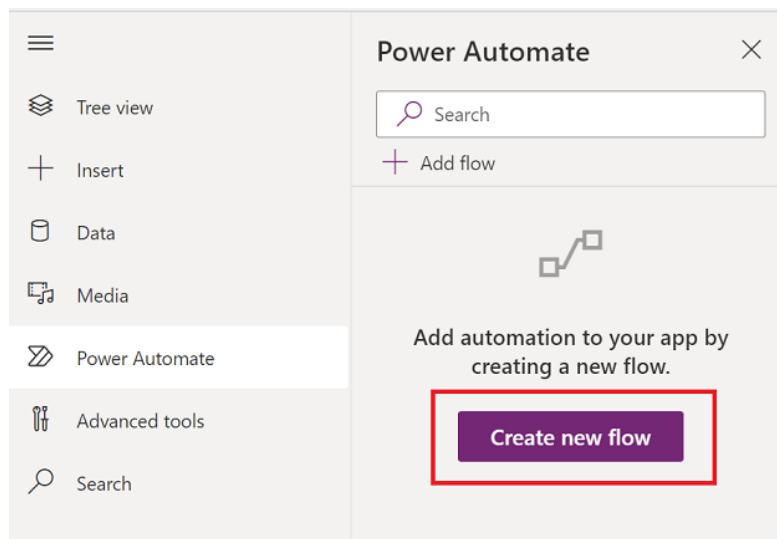 Tree view
Insert
Data
Media
Power Automate
Advanced tools
Search
Power Automate
Search
Add flow
Add automation to your app by
creating a new flow.
Create new flow